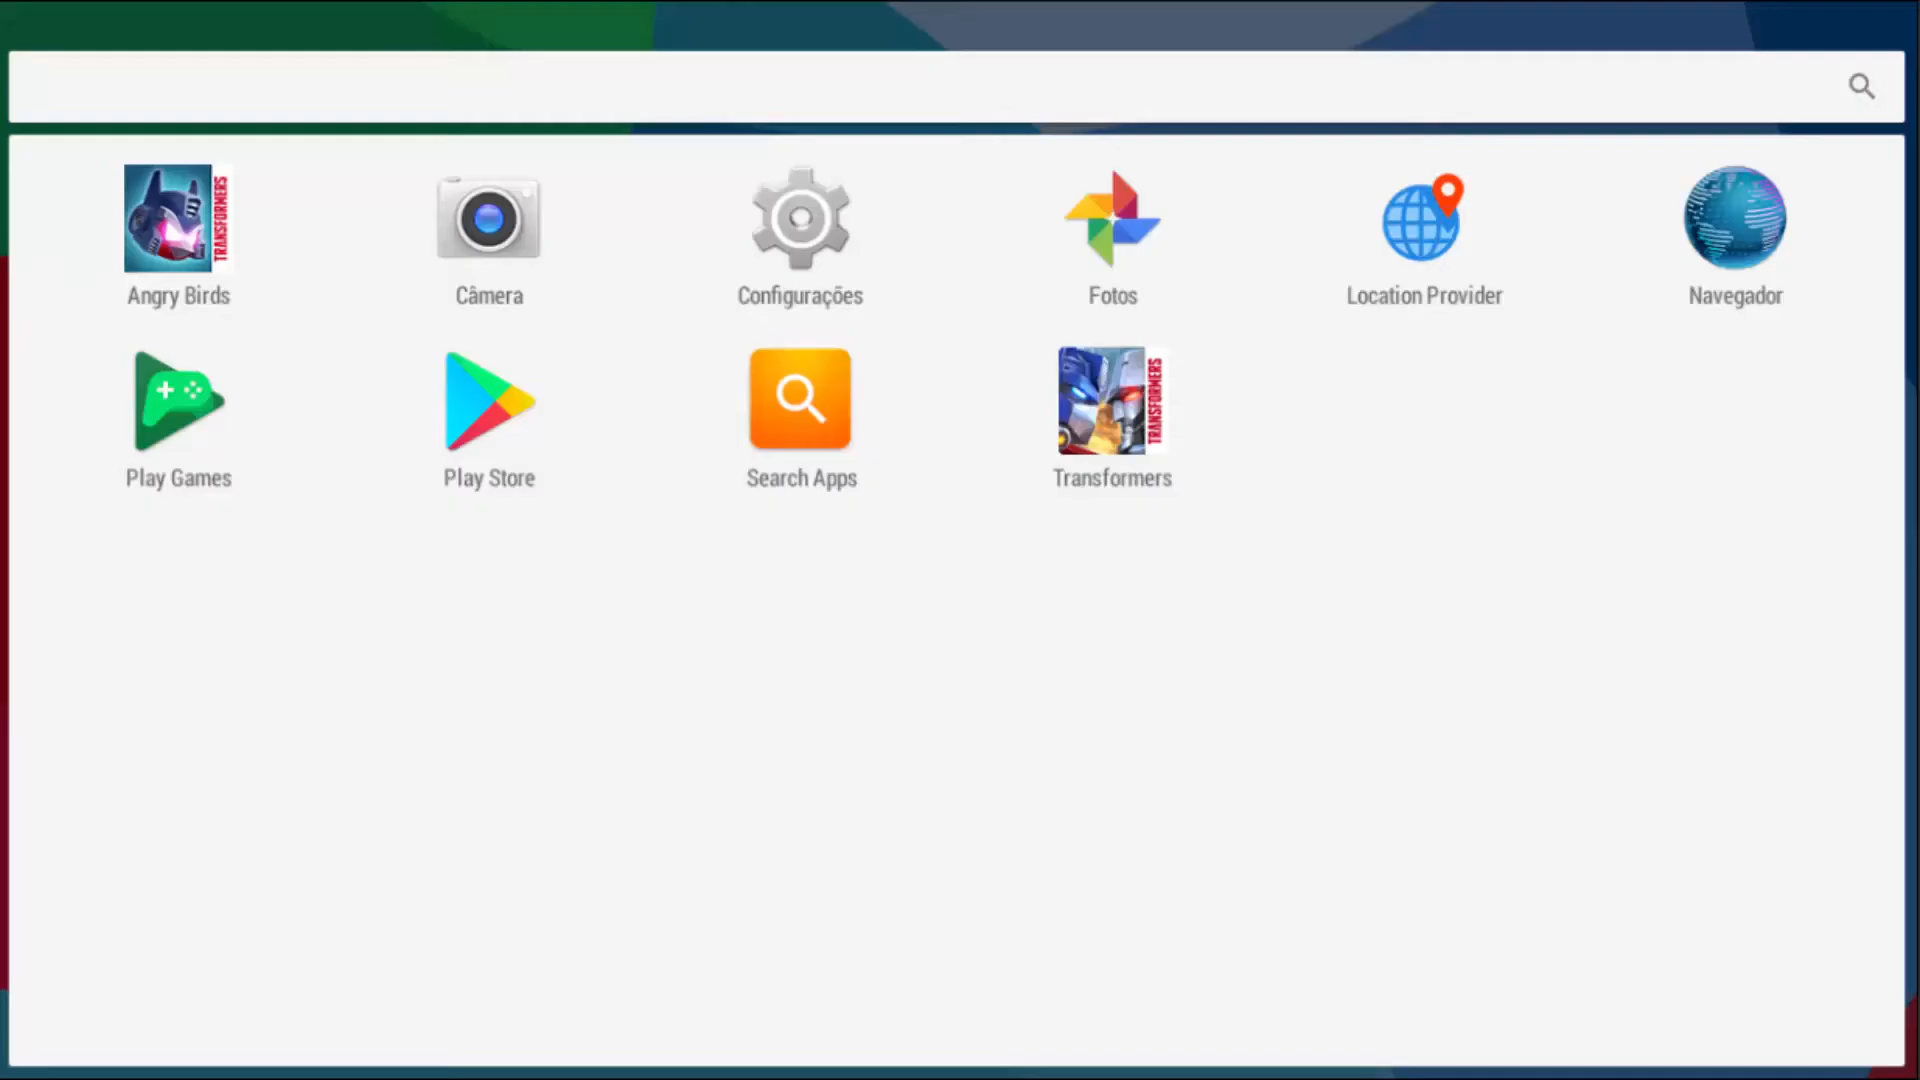 TRANSFORMERS
Angry Birds
Câmera
Configurações
Fotos
Location Provider
Navegador
TRANSFORMERS
Play Games
Play Store
Search Apps
Transformers